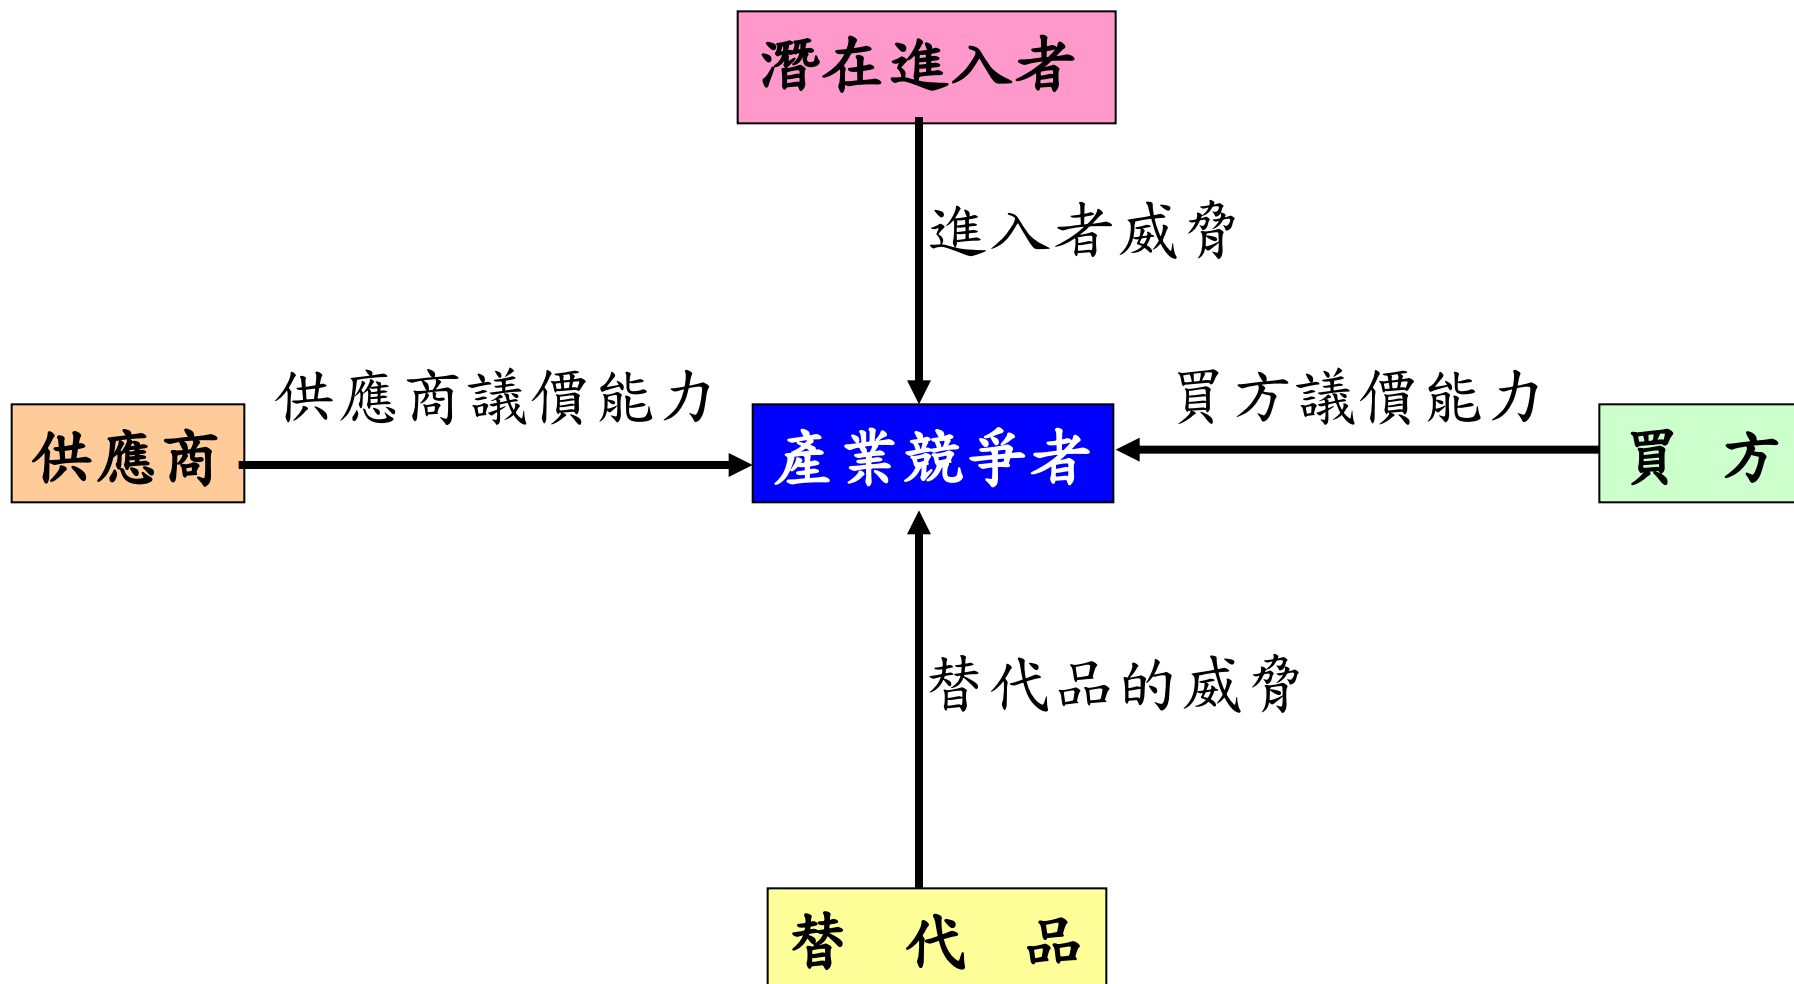 潛在進入者
進入者威脅
供應商議價能力
買方議價能力
供應商
產業競爭者
買 方
替代品的威脅
替 代 品